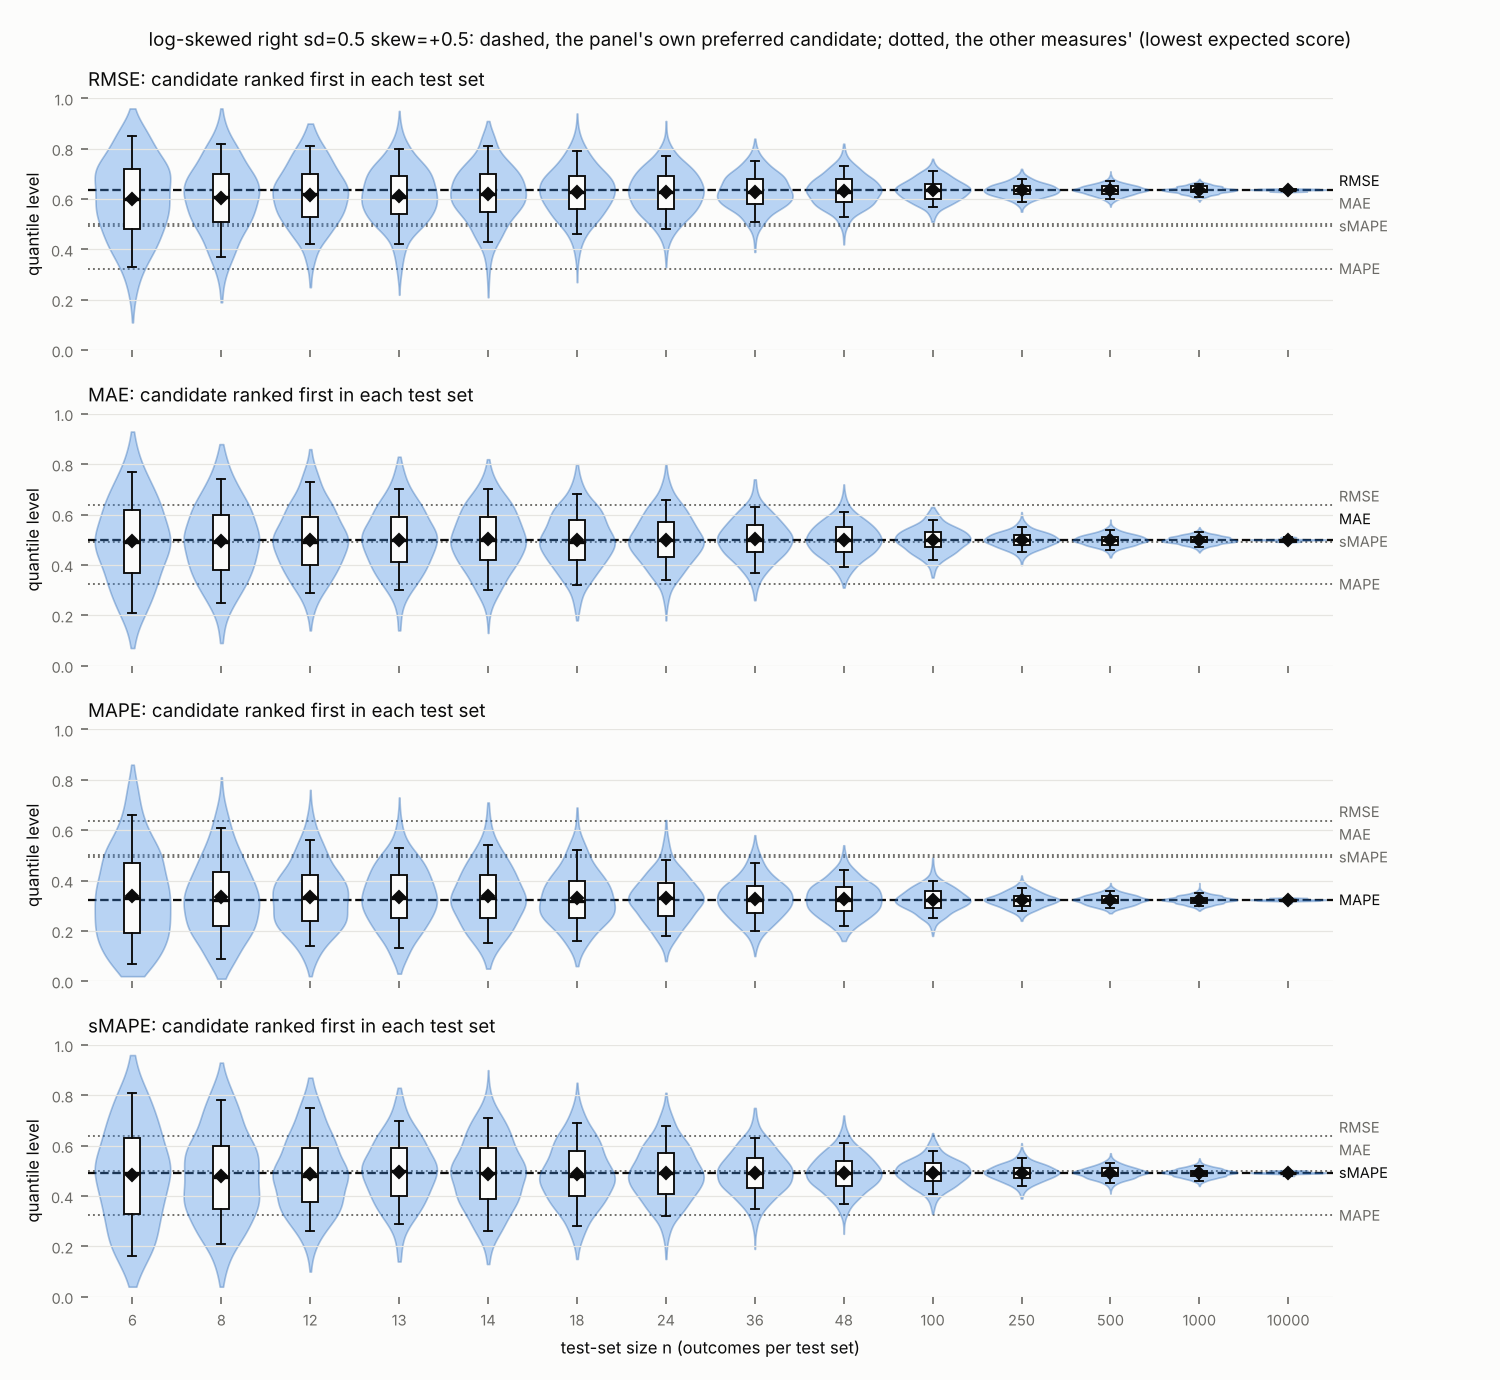 log-skewed right sd=0.5 skew=+0.5: dashed, the panel's own preferred candidate; dotted, the other measures' (lowest expected score)
RMSE: candidate ranked first in each test set
quantile level
1.0
0.8
0.6
0.4
0.2
0.0
RMSE
MAE
sMAPE
MAPE
MAE: candidate ranked first in each test set
quantile level
1.0
0.8
0.6
0.4
0.2
0.0
RMSE
MAE
sMAPE
MAPE
MAPE: candidate ranked first in each test set
quantile level
1.0
0.8
0.6
0.4
0.2
0.0
RMSE
MAE
sMAPE
MAPE
sMAPE: candidate ranked first in each test set
quantile level
1.0
0.8
0.6
0.4
0.2
0.0
RMSE
MAE
sMAPE
MAPE
6 8 12 13 14 18 24 36 48 100 250 500 1000 10000
test-set size n (outcomes per test set)